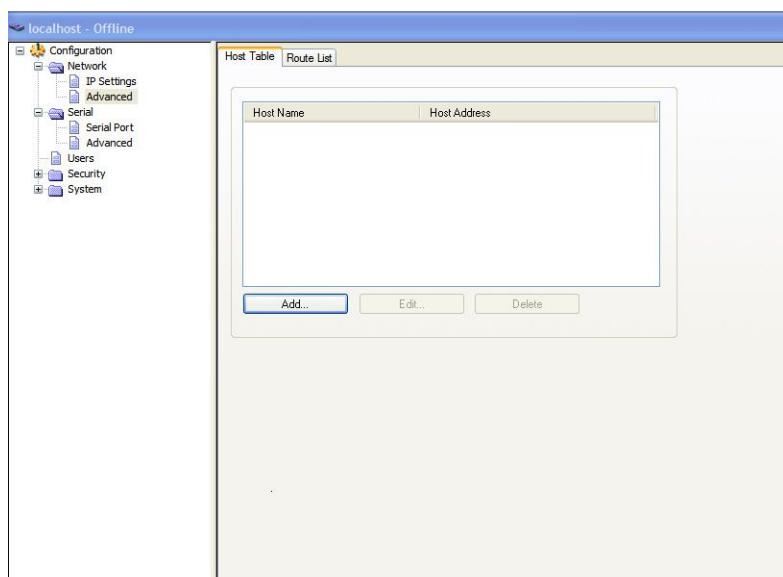 localhost - Offline
Configuration
Network
IP Settings
Advanced
Serial
Serial Port
Advanced
Users
Security
System
Host Table
Route List
Host Name
Host Address
Add...
Edit...
Delete